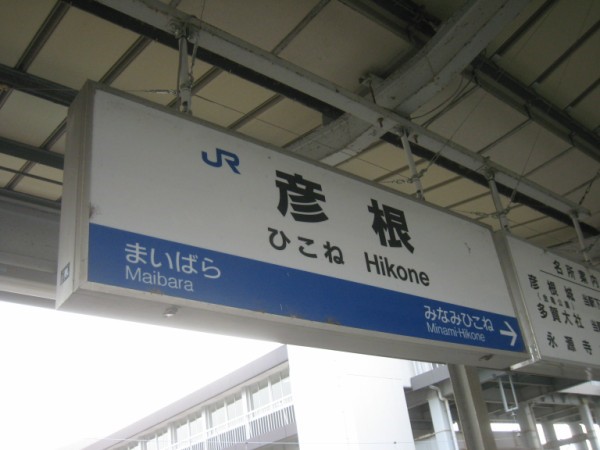 JR
彦根
ひこね Hikone
まいばら
Maibara
みなみひこね
Minami-Hikone
名所案内
彦根城
多賀大社
永源寺